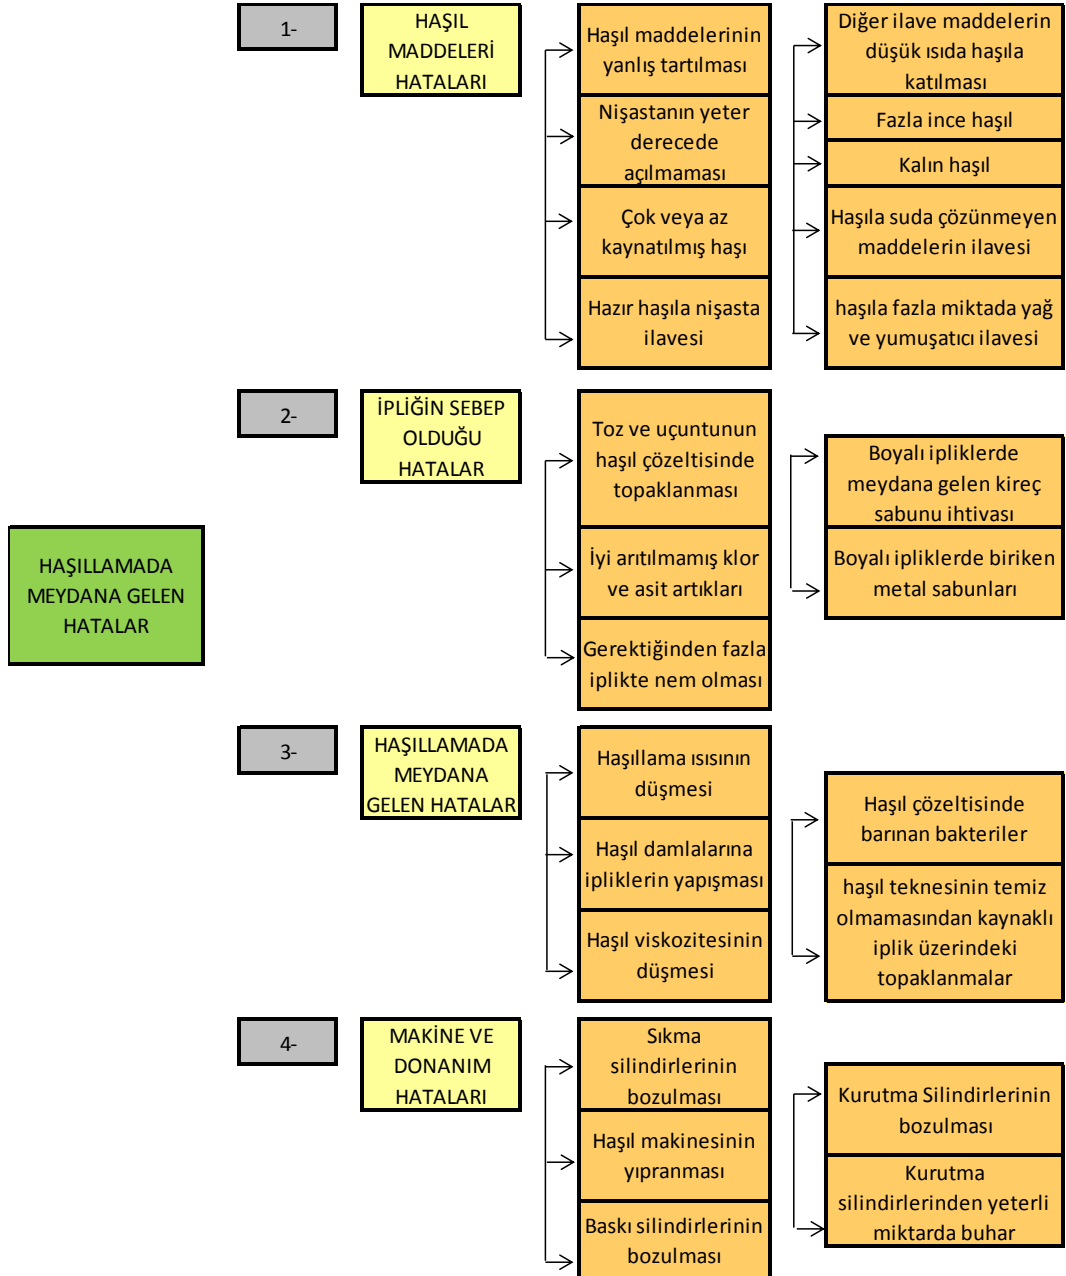 HAŞILLAMADA
MEYDANA GELEN
HATALAR
1-
HAŞIL
MADDELERİ
HATALARI
Haşıl maddelerinin
yanlış tartılması
Nişastanın yeter
derecede
açılmaması
Çok veya az
kaynatılmış haşı
Hazır haşıla nişasta
ilavesi
Diğer ilave maddelerin
düşük ısıda haşıla
katılması
Fazla ince haşıl
Kalın haşıl
Haşıla suda çözünmeyen
maddelerin ilavesi
haşıla fazla miktada yağ
ve yumuşatıcı ilavesi
2-
İPLİĞİN SEBEP
OLDUĞU
HATALAR
Toz ve uçuntunun
haşıl çözeltisinde
topaklanması
İyi arıtılmamış klor
ve asit artıkları
Gerektiğinden fazla
iplikte nem olması
Boyalı ipliklerde
meydana gelen kireç
sabunu ihtivası
Boyalı ipliklerde biriken
metal sabunları
3-
HAŞILLAMADA
MEYDANA
GELEN HATALAR
Haşıllama ısısının
düşmesi
Haşıl damlalarına
ipliklerin yapışması
Haşıl viskozitesinin
düşmesi
Haşıl çözeltisinde
barınan bakteriler
haşıl teknesinin temiz
olmamasından kaynaklı
iplik üzerindeki
topaklanmalar
4-
MAKİNE VE
DONANIM
HATALARI
Sıkma
silindirlerinin
bozulması
Haşıl makinesinin
yıpranması
Baskı silindirlerinin
bozulması
Kurutma Silindirlerinin
bozulması
Kurutma
silindirlerinden yeterli
miktarda buhar